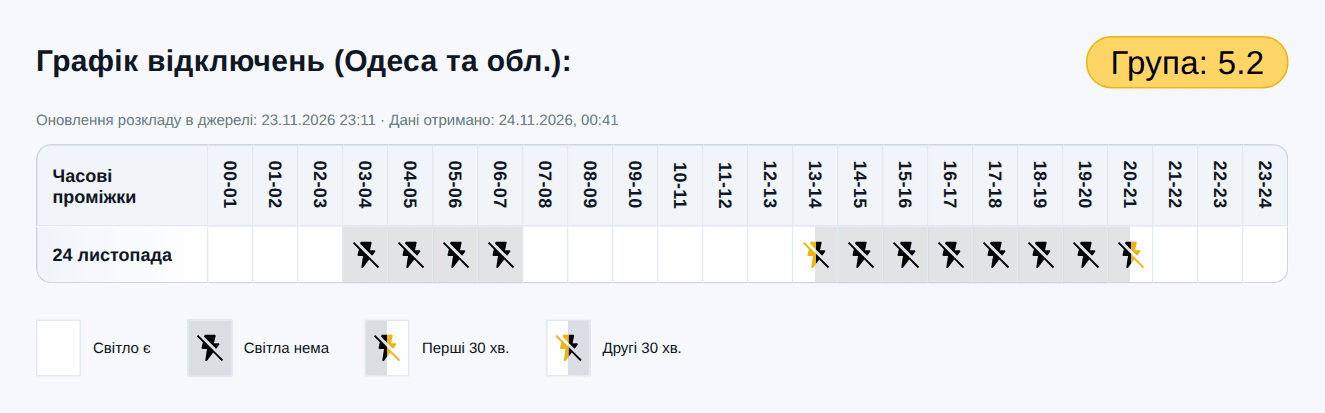 Графік відключень (Одеса та обл.):
Група: 5.2
Оновлення розкладу в джерелі: 23.11.2026 23:11 · Дані отримано: 24.11.2026, 00:41
Часові
проміжки
00-01
01-02
02-03
03-04
04-05
05-06
06-07
07-08
08-09
09-10
10-11
11-12
12-13
13-14
14-15
15-16
16-17
17-18
18-19
19-20
20-21
21-22
22-23
23-24
24 листопада
Світло є
Світла нема
Перші 30 хв.
Другі 30 хв.